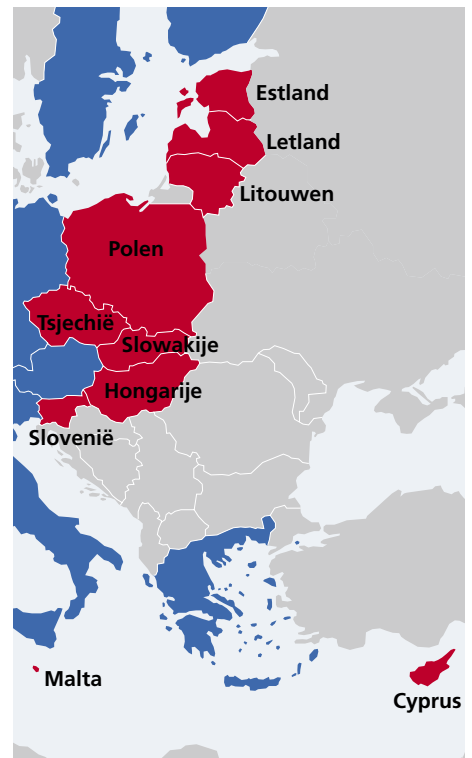 Estland
Letland
Litouwen
Polen
Tsjechië
Slowakije
Hongarije
Slovenië
Malta
Cyprus